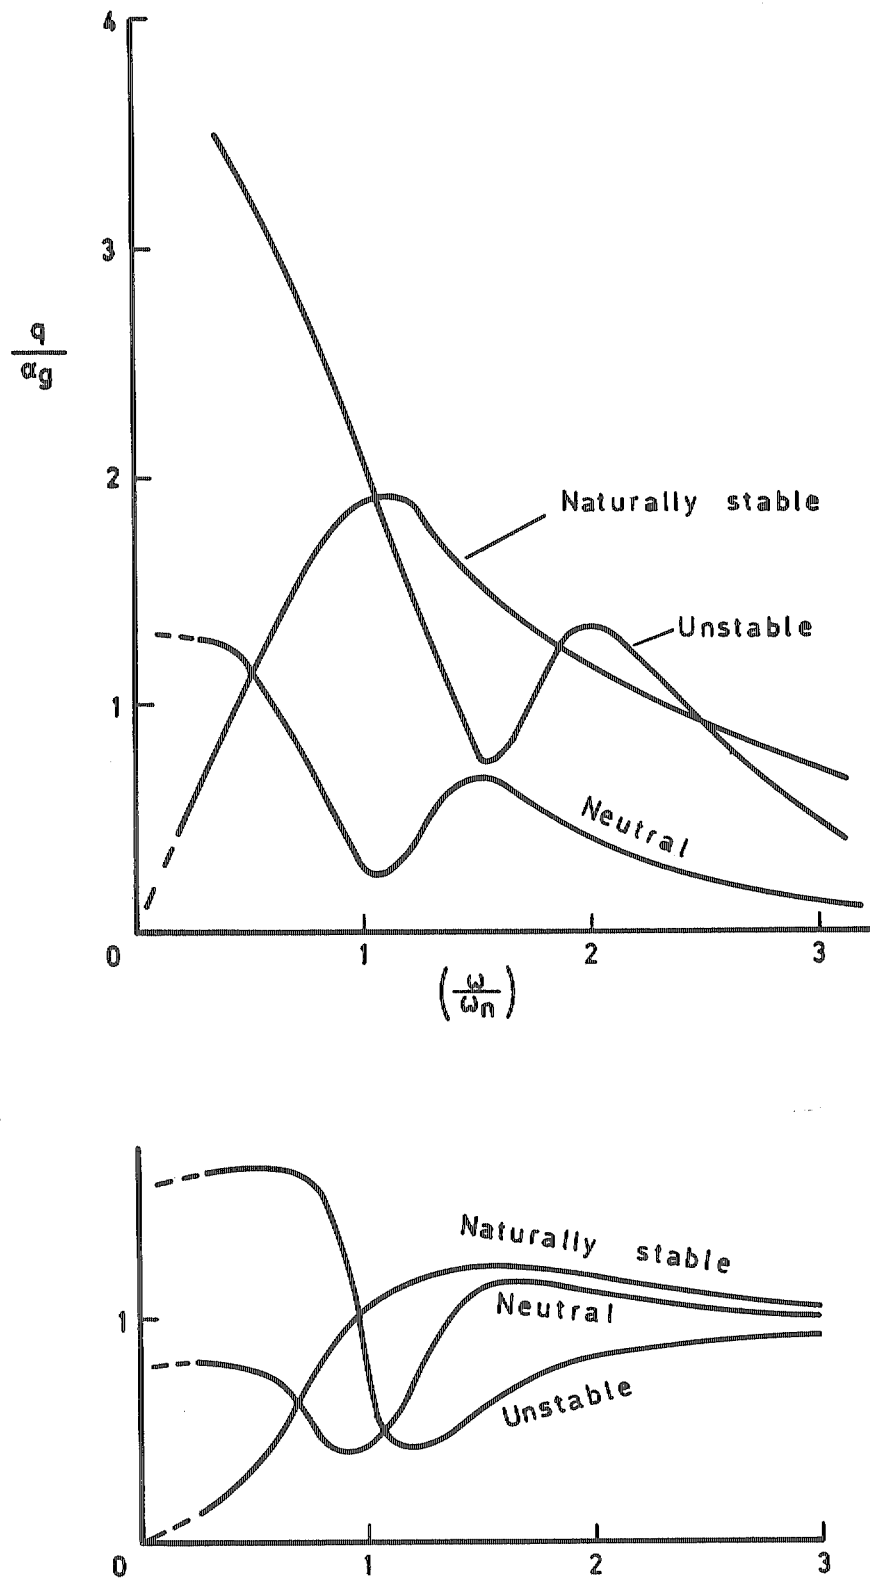 4
3
q
αg
2
Naturally stable
Unstable
1
Neutral
0
1
2
3
(ω/ωn)
Naturally stable
Neutral
1
Unstable
0
1
2
3